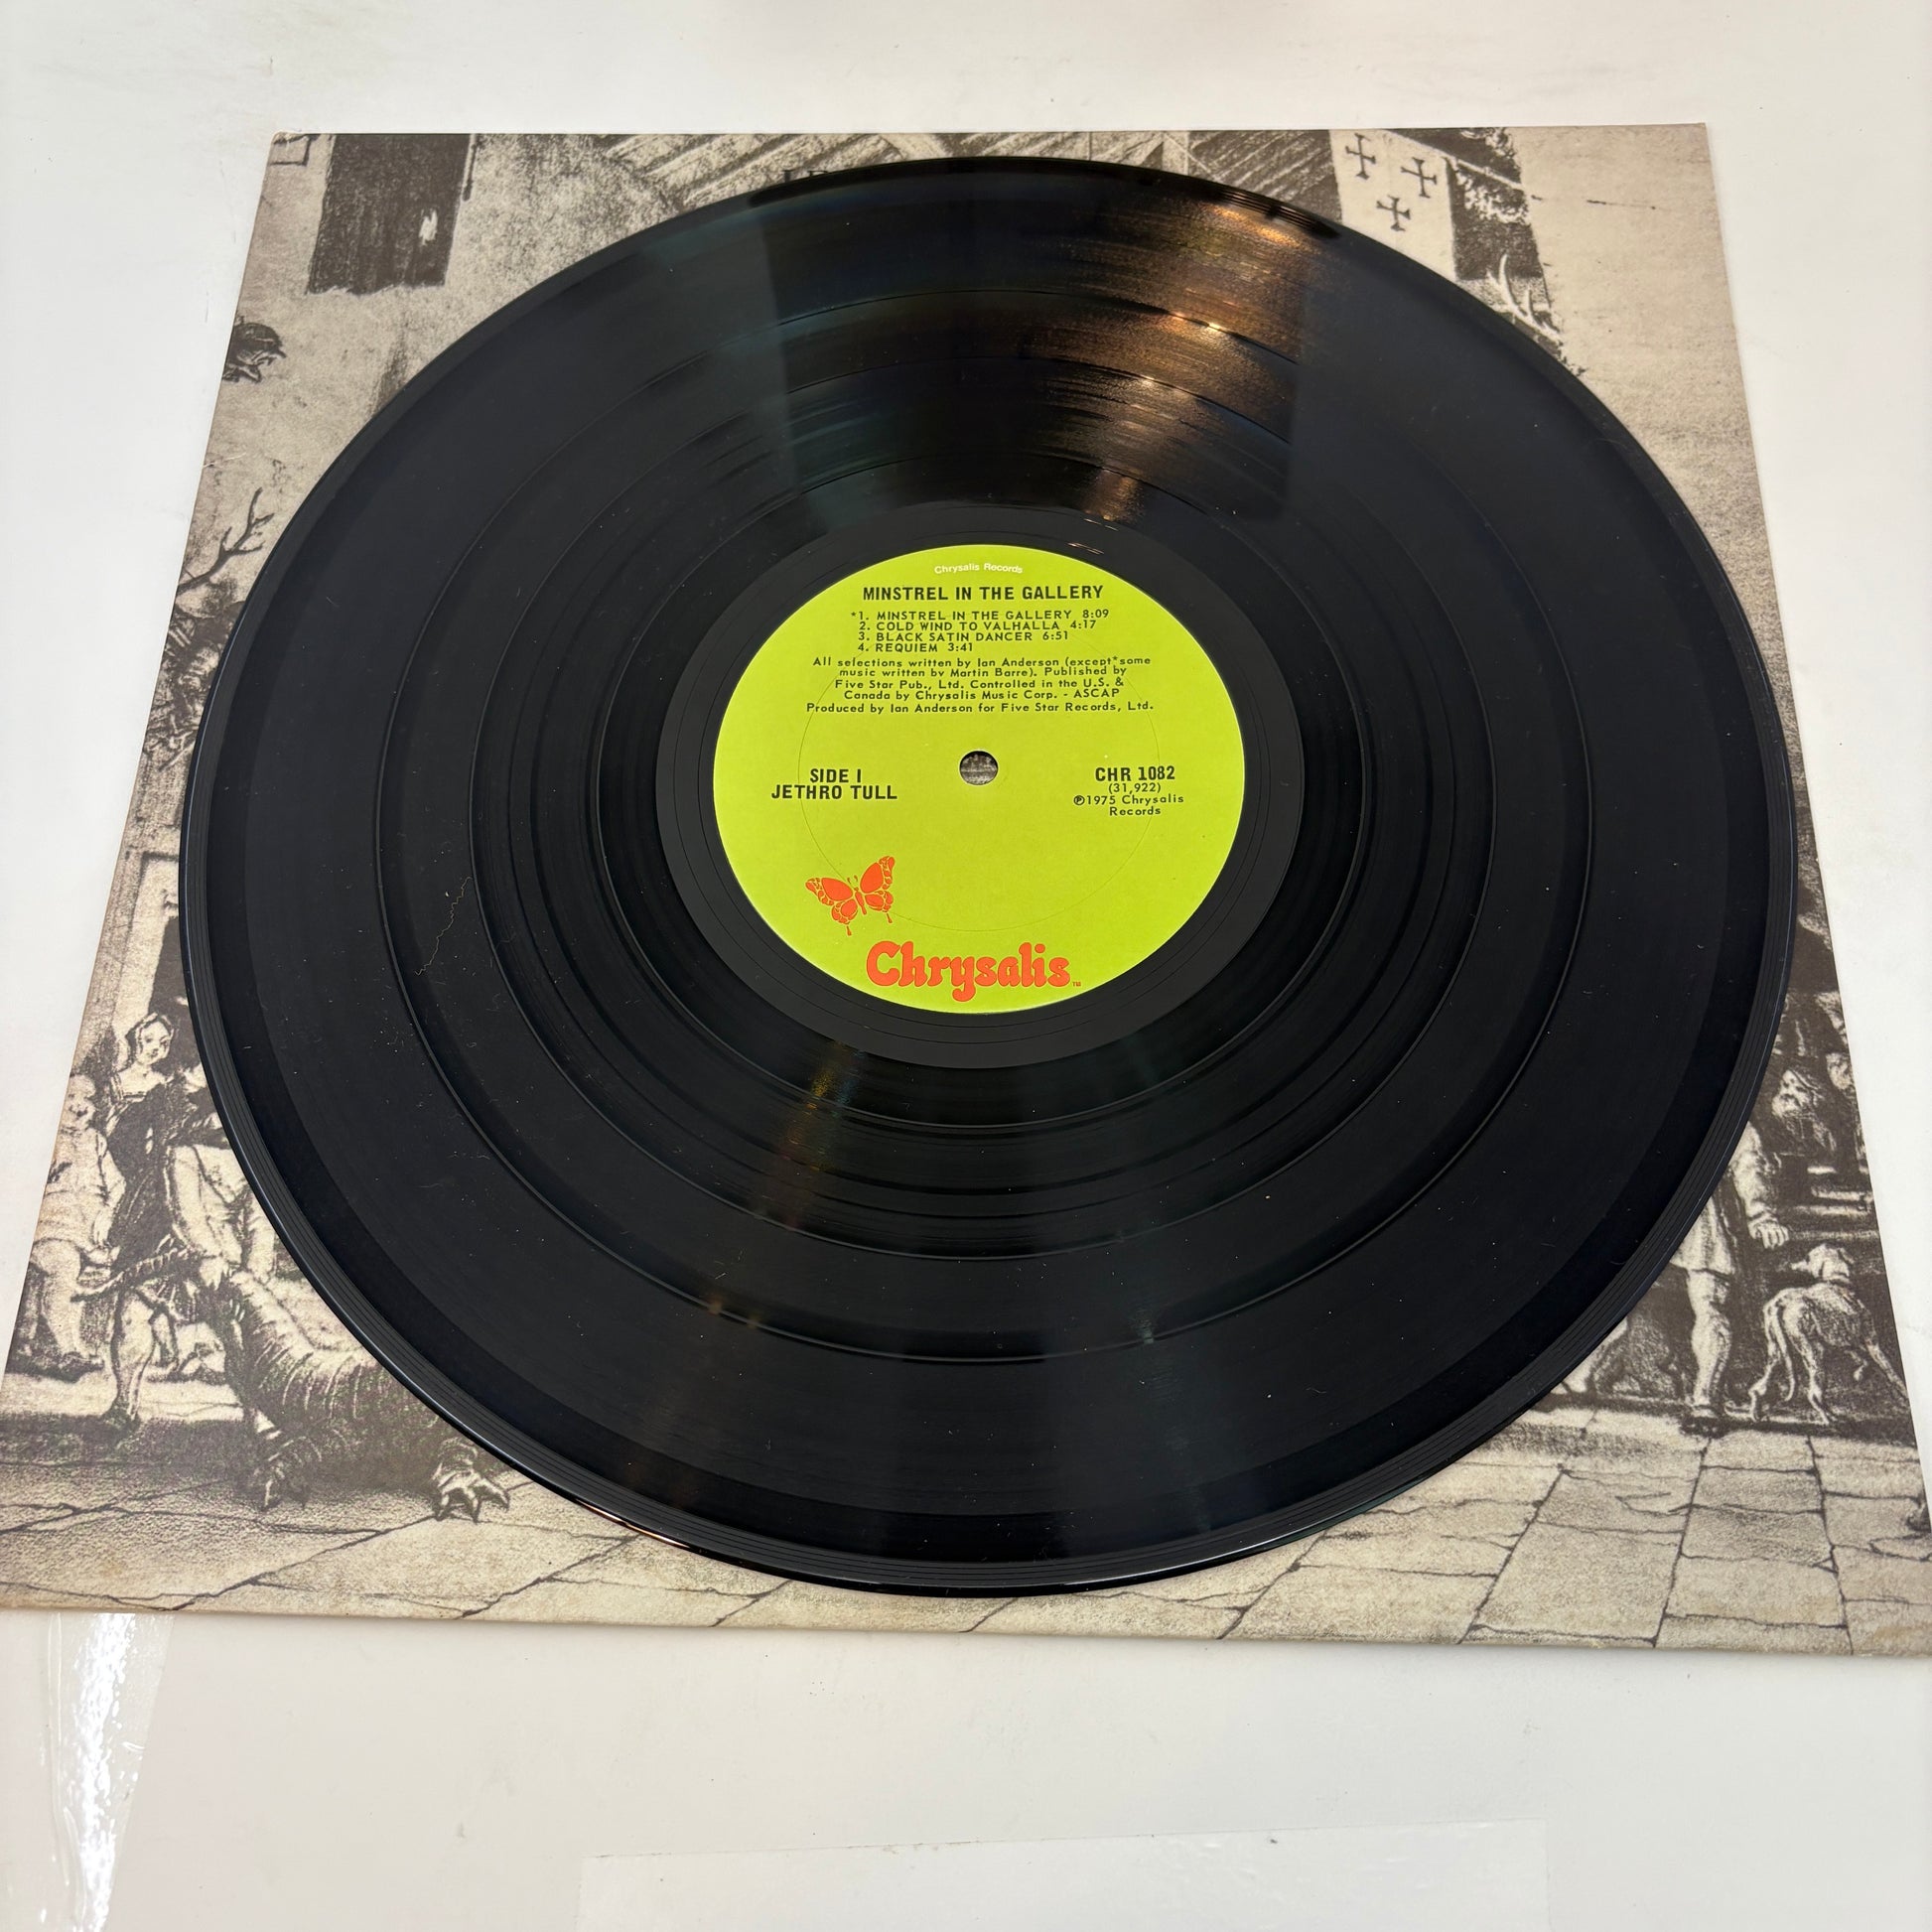 Chrysalis Records
MINSTREL IN THE GALLERY
*1. MINSTREL IN THE GALLERY 8:09
2. COLD WIND TO VALHALLA 4:17
3. BLACK SATIN DANCER 6:51
4. REQUIEM 3:41
All selections written by Ian Anderson (except*some
music written by Martin Barre). Published by
Five Star Pub., Ltd. Controlled in the U.S. &
Canada by Chrysalis Music Corp. - ASCAP
Produced by Ian Anderson for Five Star Records, Ltd.
SIDE I
JETHRO TULL
CHR 1082
(31,922)
℗1975 Chrysalis
Records
Chrysalis™